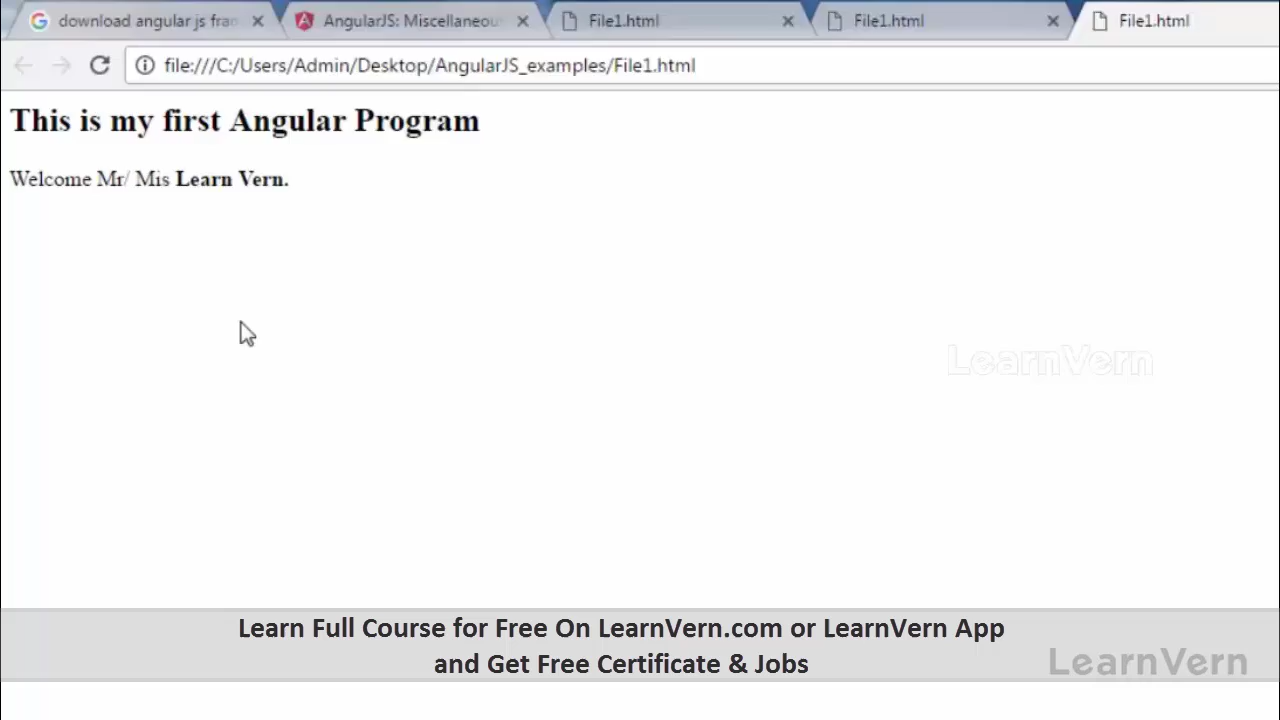 download angular js fran
AngularJS: Miscellaneou
File1.html
File1.html
File1.html
file:///C:/Users/Admin/Desktop/AngularJS_examples/File1.html
This is my first Angular Program
Welcome Mr/ Mis Learn Vern.
LearnVern
Learn Full Course for Free On LearnVern.com or LearnVern App
and Get Free Certificate & Jobs
LearnVern